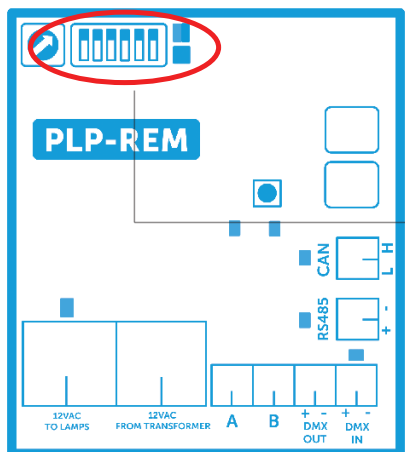 PLP-REM
CAN
H
L
RS485
-
+
12VAC
TO LAMPS
12VAC
FROM TRANSFORMER
A
B
+ -
DMX
OUT
+ -
DMX
IN